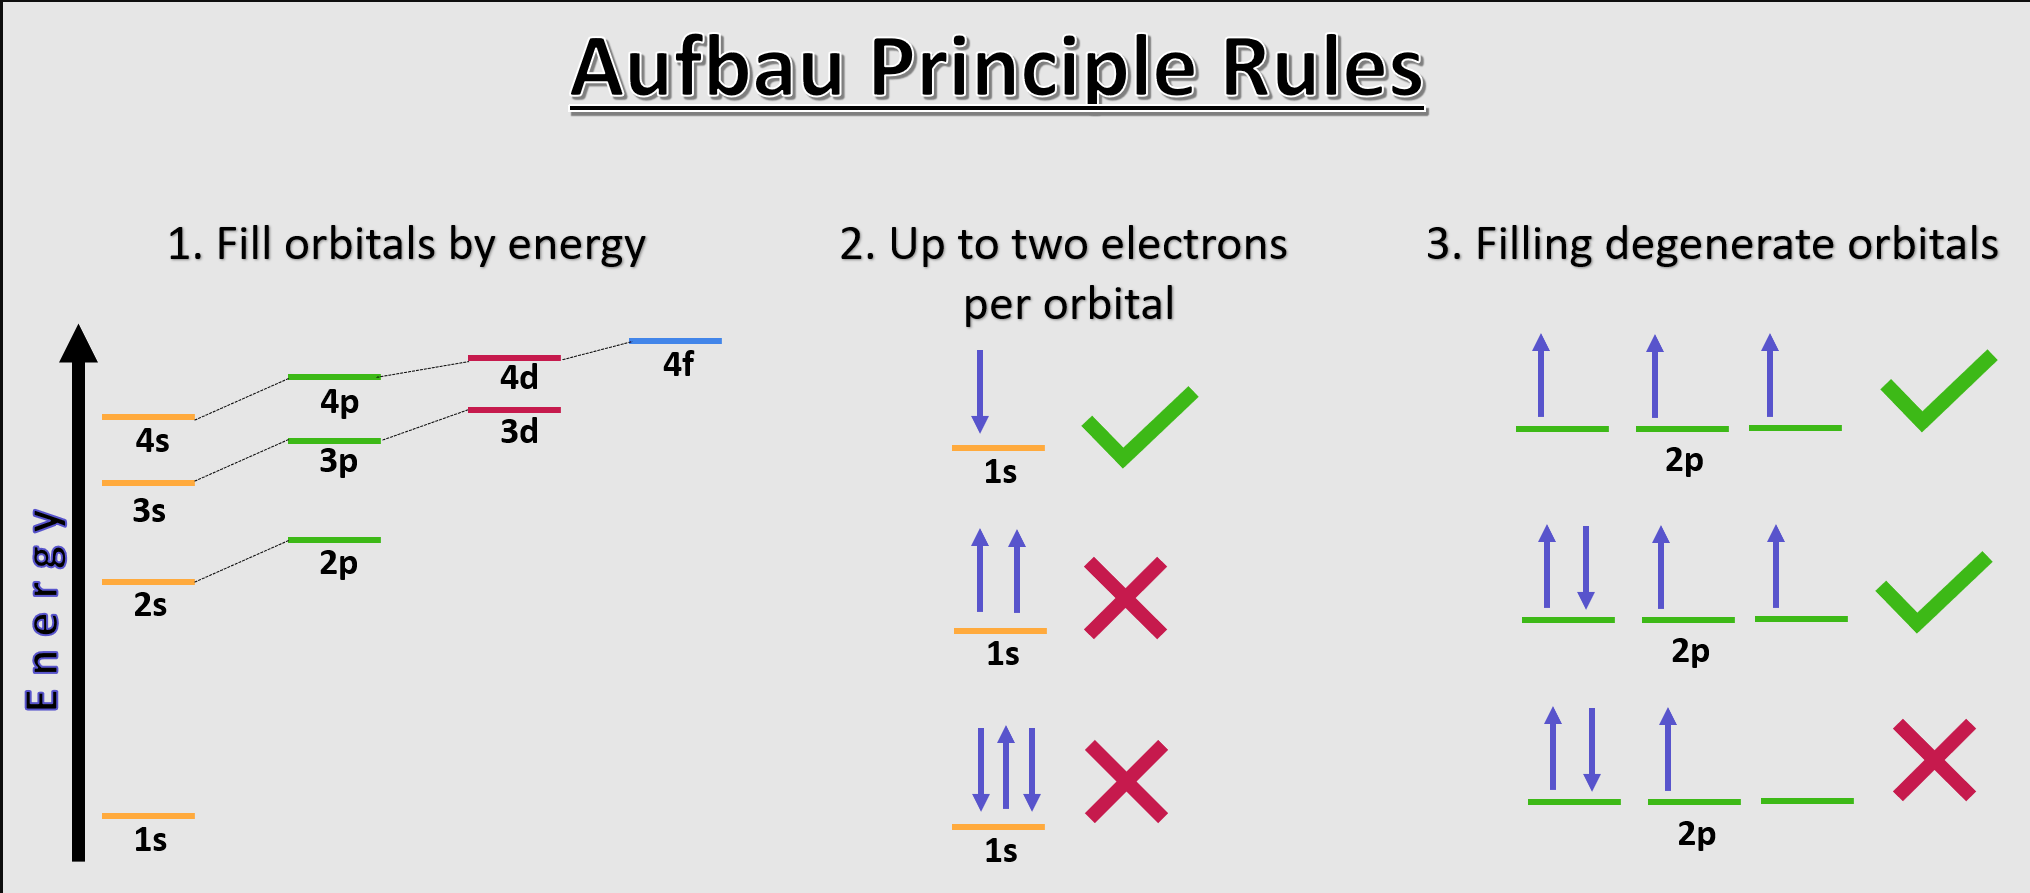 Aufbau Principle Rules
1. Fill orbitals by energy
Energy
4f
4d
4p
3d
4s
3p
3s
2p
2s
1s
2. Up to two electrons
per orbital
1s
1s
1s
3. Filling degenerate orbitals
2p
2p
2p